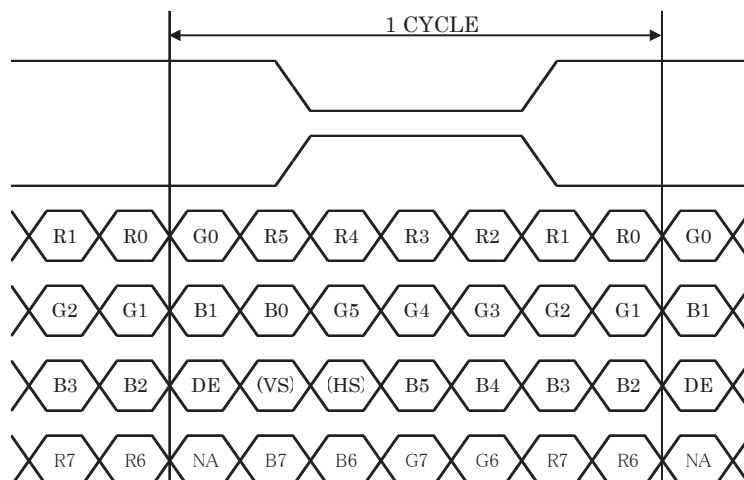 1 CYCLE
R1 R0 G0 R5 R4 R3 R2 R1 R0 G0
G2 G1 B1 B0 G5 G4 G3 G2 G1 B1
B3 B2 DE (VS) (HS) B5 B4 B3 B2 DE
R7 R6 NA B7 B6 G7 G6 R7 R6 NA